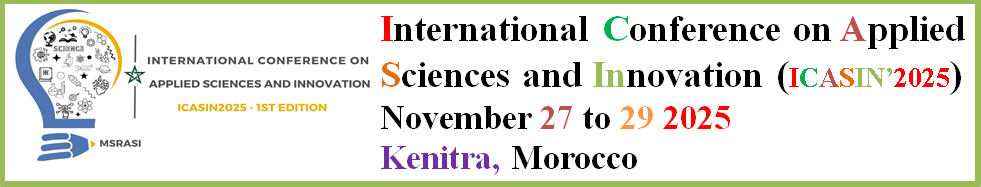 SCIENCE
INTERNATIONAL CONFERENCE ON
APPLIED SCIENCES AND INNOVATION
ICASIN2025 - 1ST EDITION
MSRASI
International Conference on Applied
Sciences and Innovation (ICASIN’2025)
November 27 to 29 2025
Kenitra, Morocco